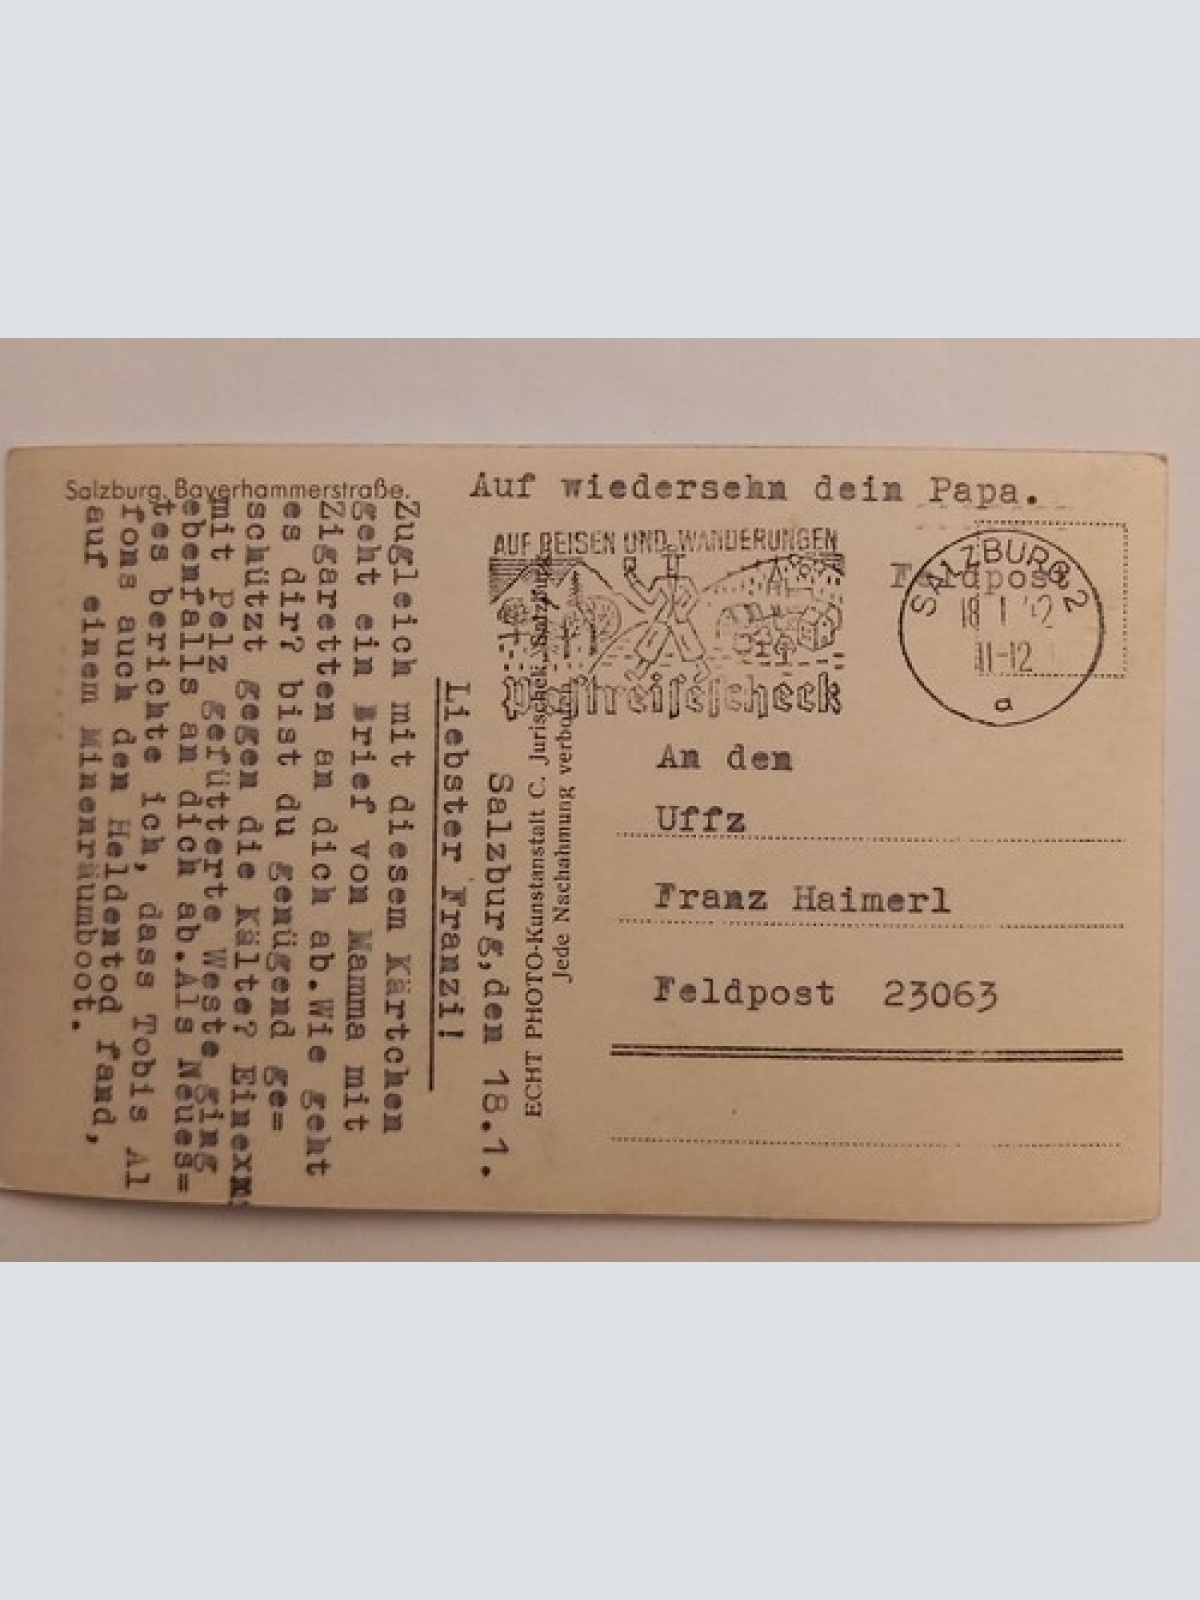 Salzburg, Bayerhammerstraße.
Auf wiedersehn dein Papa.
Salzburg,den 18.1.
Liebster Franzi!
Zugleich mit diesem Kärtchen
geht ein Brief von Mamma mit
Zigaretten an dich ab.Wie geht
es dir? bist du genügend ge=
schützt gegen die Kälte? Einexm
mit Pelz gefütterte Weste ging
ebenfalls an dich ab.Als Neues=
tes berichte ich, dass Tobis Al
fons auch den Heldentod fand,
auf einem Minenräumboot.
ECHT PHOTO-Kunstanstalt C. Jurischek, Salzburg
Jede Nachahmung verboten
AUF REISEN UND WANDERUNGEN
Postreisescheck
Feldpost
SALZBURG 2
18 1 42
11-12
a
An den
Uffz
Franz Haimerl
Feldpost 23063